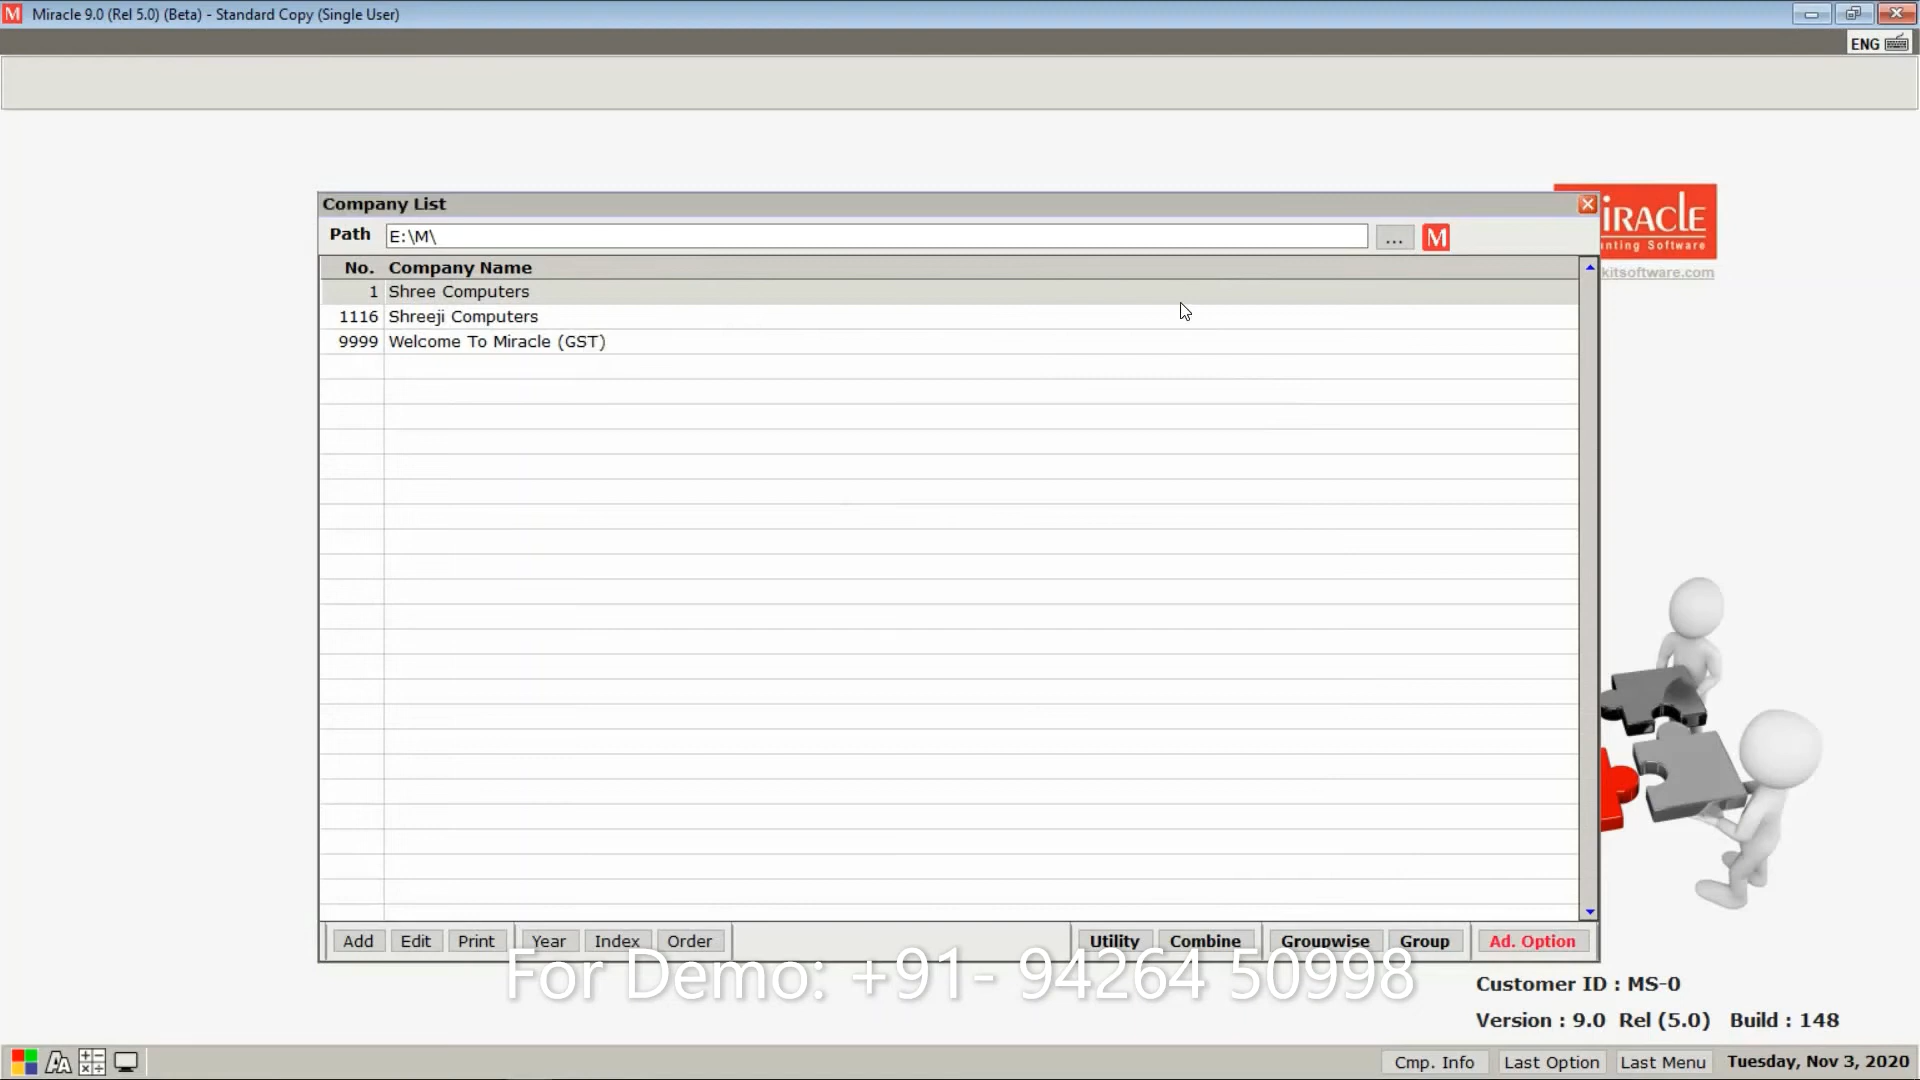 Miracle 9.0 (Rel 5.0) (Beta) - Standard Copy (Single User)
ENG
Company List
Path E:\M\ ... M
iRACLE
nting Software
kitsoftware.com
No. Company Name
1 Shree Computers
1116 Shreeji Computers
9999 Welcome To Miracle (GST)
Add Edit Print Year Index Order Utility Combine Groupwise Group Ad. Option
For Demo: +91- 94264 50998
Customer ID : MS-0
Version : 9.0 Rel (5.0) Build : 148
Cmp. Info Last Option Last Menu Tuesday, Nov 3, 2020